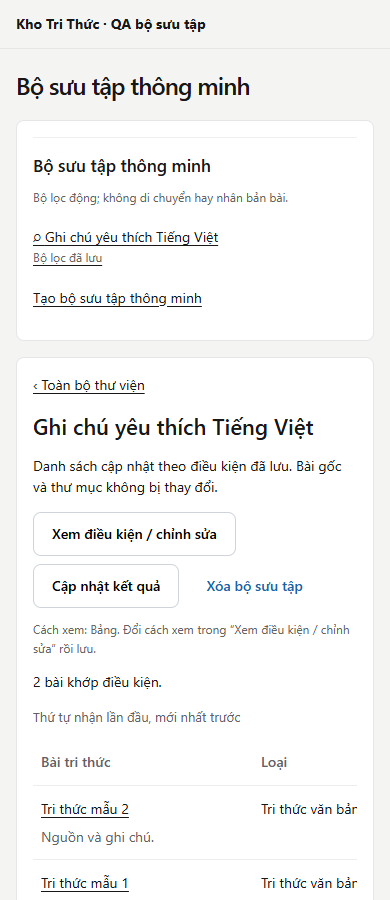 Kho Tri Thức · QA bộ sưu tập
Bộ sưu tập thông minh
Bộ sưu tập thông minh
Bộ lọc động; không di chuyển hay nhân bản bài.
⌕ Ghi chú yêu thích Tiếng Việt
Bộ lọc đã lưu
Tạo bộ sưu tập thông minh
‹ Toàn bộ thư viện
Ghi chú yêu thích Tiếng Việt
Danh sách cập nhật theo điều kiện đã lưu. Bài gốc
và thư mục không bị thay đổi.
Xem điều kiện / chỉnh sửa
Cập nhật kết quả Xóa bộ sưu tập
Cách xem: Bảng. Đổi cách xem trong “Xem điều kiện / chỉnh
sửa” rồi lưu.
2 bài khớp điều kiện.
Thứ tự nhận lần đầu, mới nhất trước
Bài tri thức Loại
Tri thức mẫu 2 Tri thức văn bản
Nguồn và ghi chú.
Tri thức mẫu 1 Tri thức văn bản